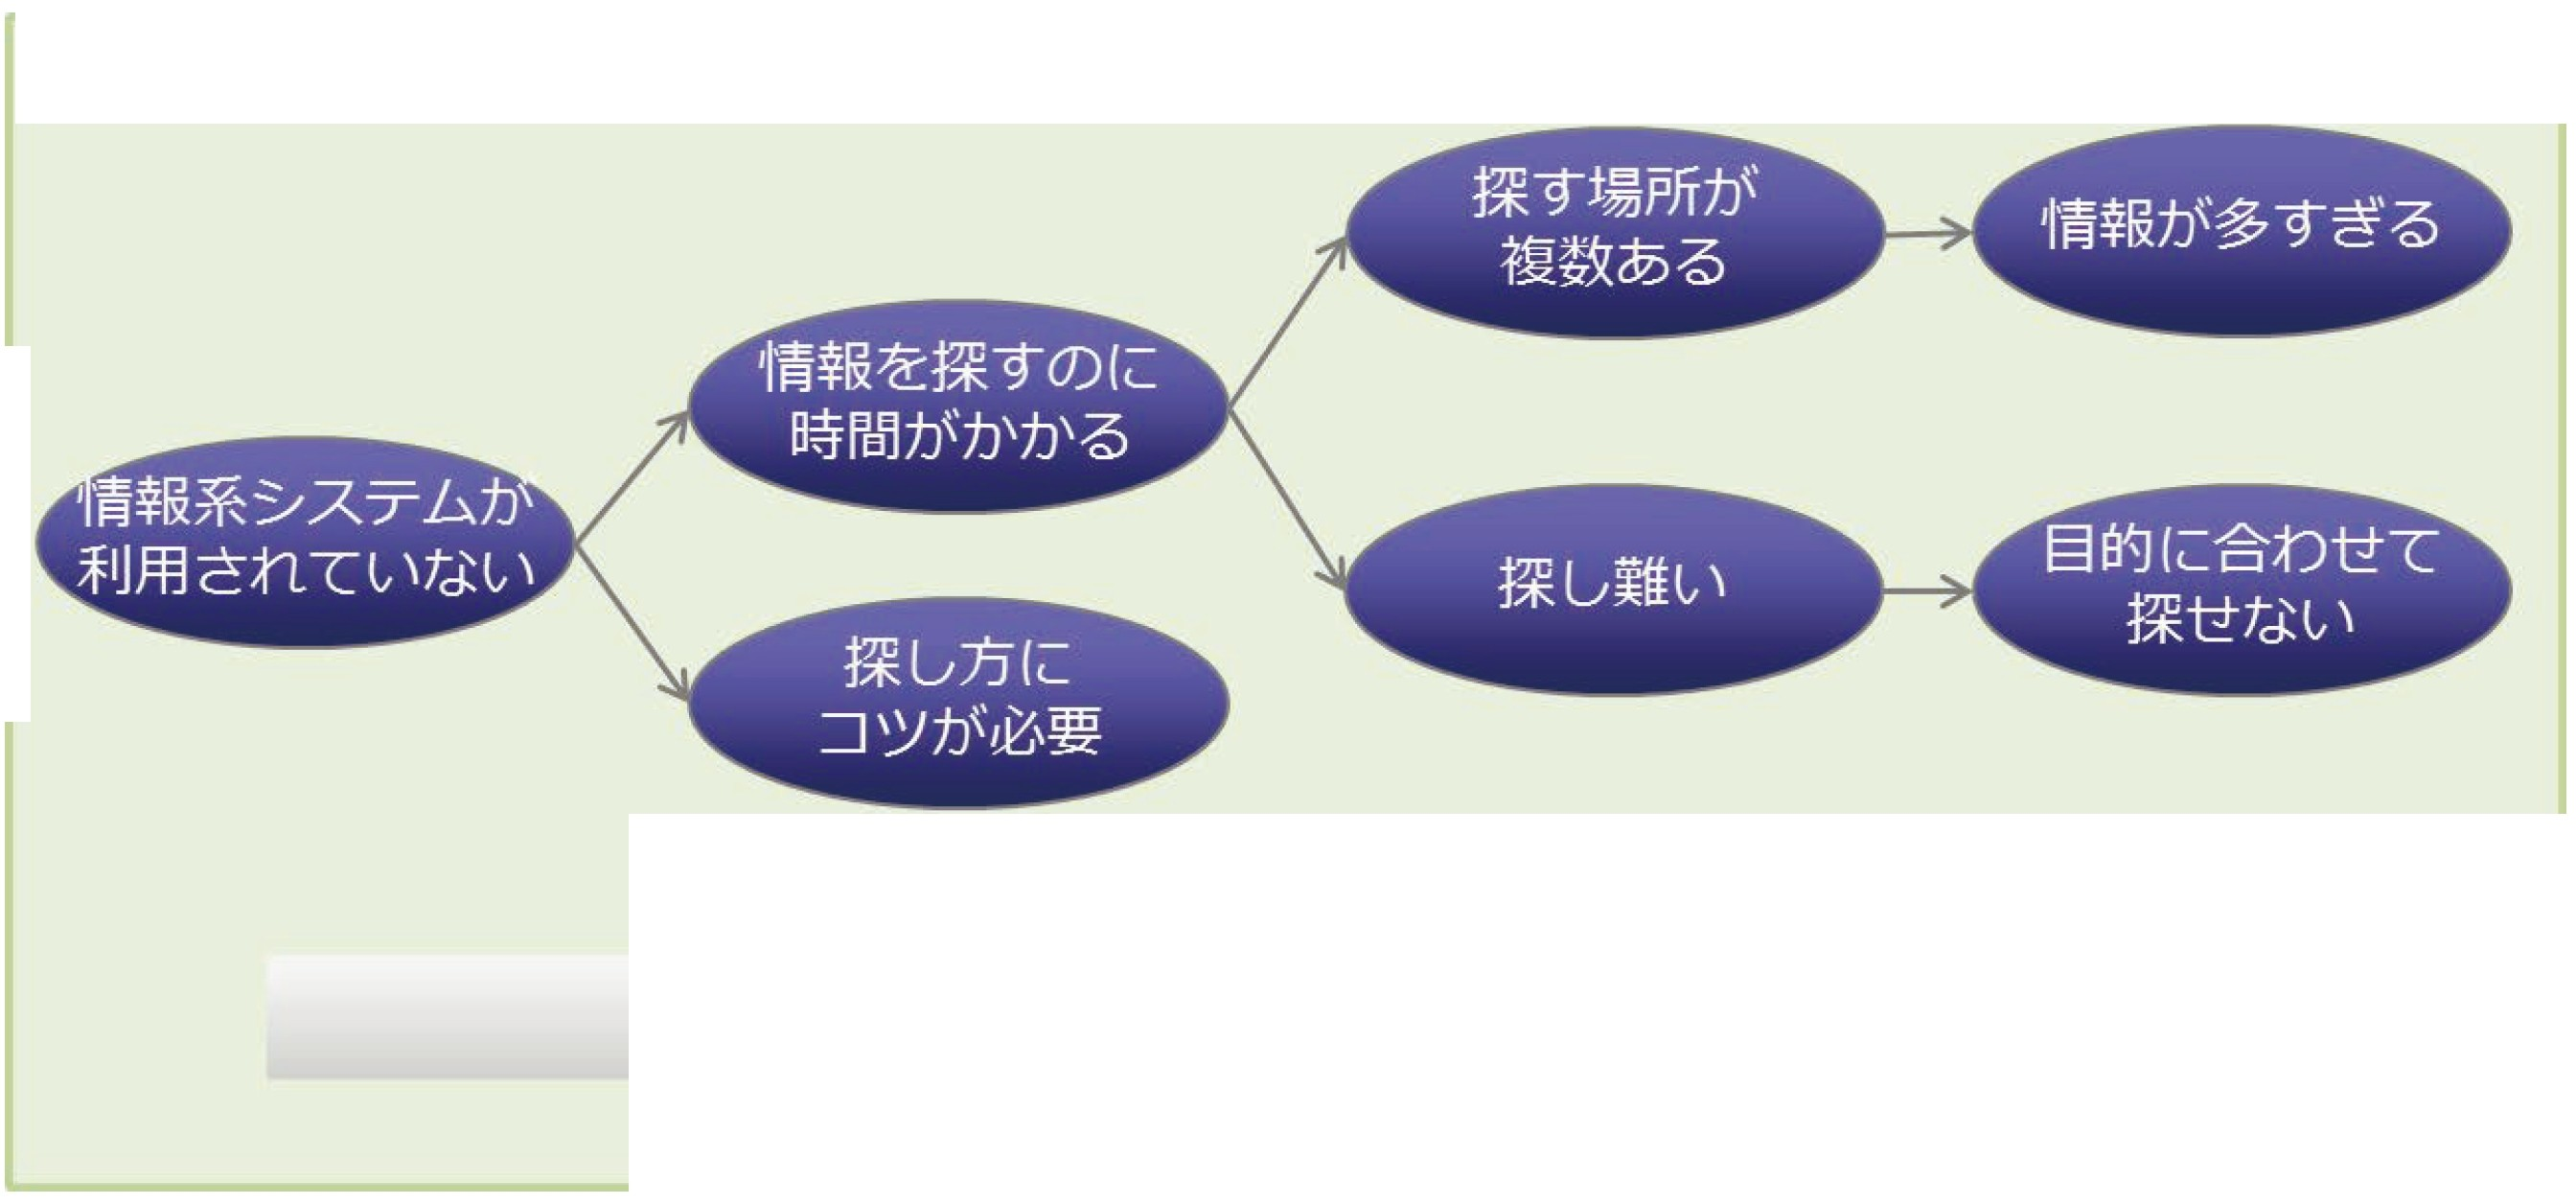 情報系システムが
利用されていない
情報を探すのに
時間がかかる
探し方に
コツが必要
探す場所が
複数ある
探し難い
情報が多すぎる
目的に合わせて
探せない